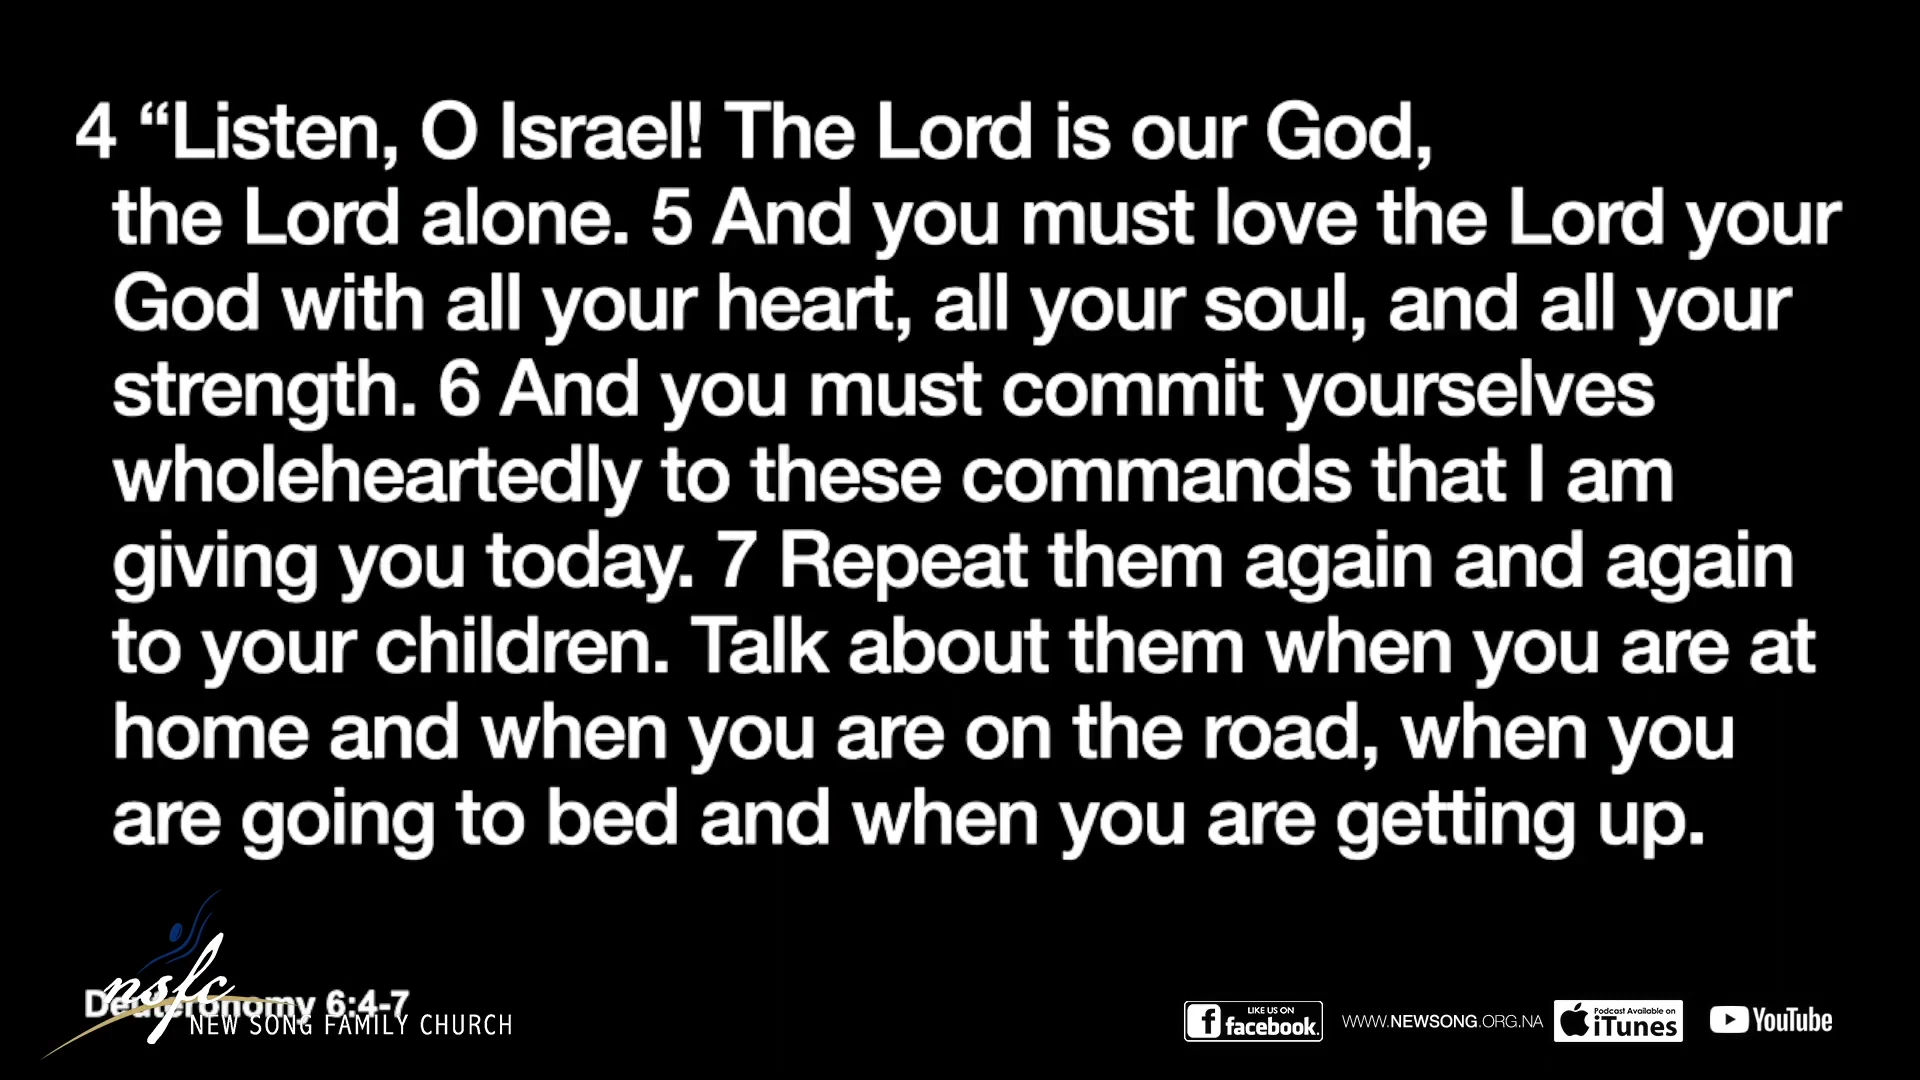 4 “Listen, O Israel! The Lord is our God,
the Lord alone. 5 And you must love the Lord your
God with all your heart, all your soul, and all your
strength. 6 And you must commit yourselves
wholeheartedly to these commands that I am
giving you today. 7 Repeat them again and again
to your children. Talk about them when you are at
home and when you are on the road, when you
are going to bed and when you are getting up.
nsfc
Deuteronomy 6:4-7
NEW SONG FAMILY CHURCH
LIKE US ON
facebook.
WWW.NEWSONG.ORG.NA
Podcast Available on
iTunes
YouTube